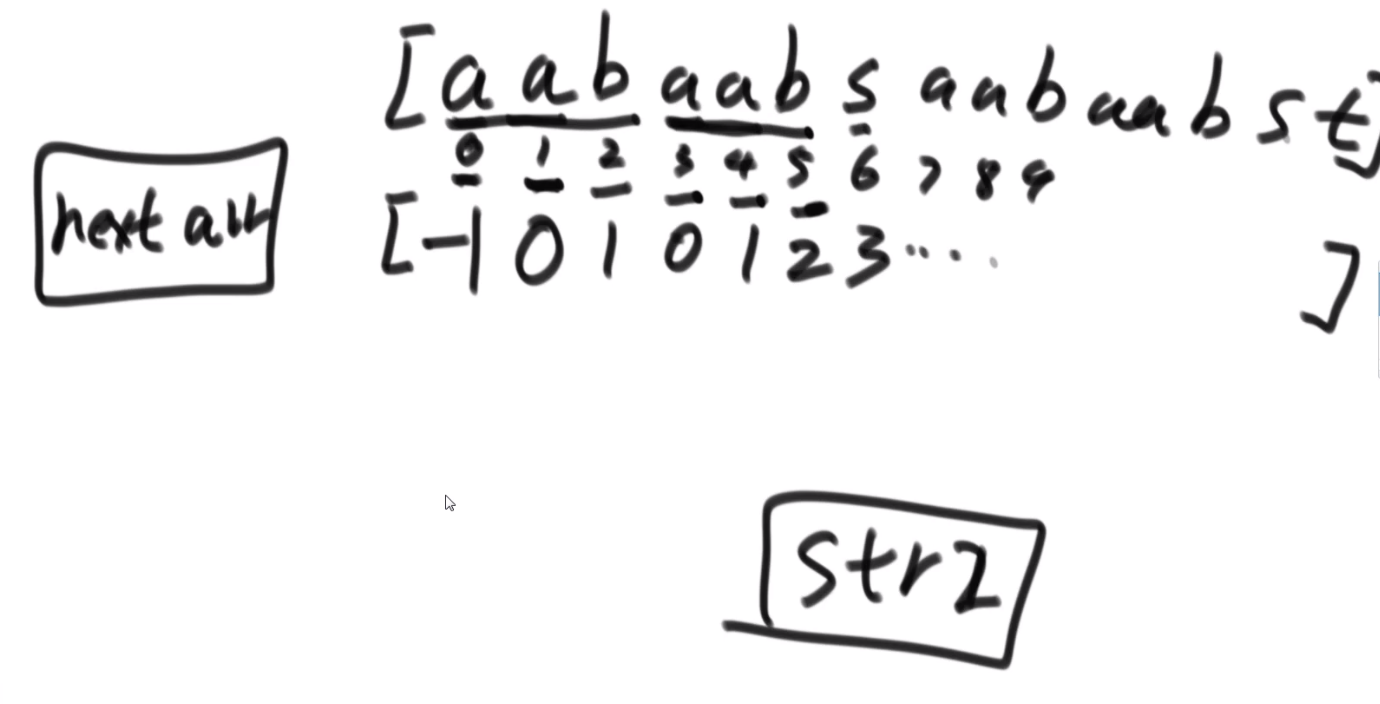 [a a b a a b s a a b a a b s t]
0 1 2 3 4 5 6 7 8 9
next arr
[-1 0 1 0 1 2 3 ···· ]
str2